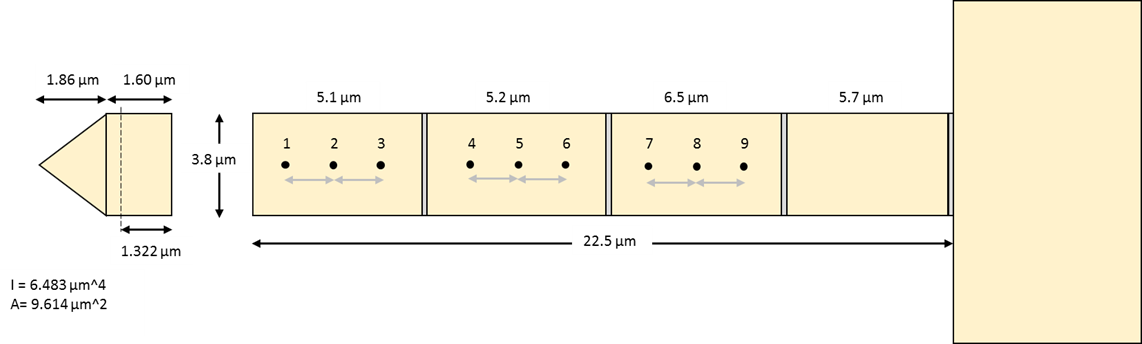 1.86 µm
1.60 µm
5.1 µm
5.2 µm
6.5 µm
5.7 µm
1 2 3 4 5 6 7 8 9
3.8 µm
22.5 µm
1.322 µm
I = 6.483 µm^4
A= 9.614 µm^2